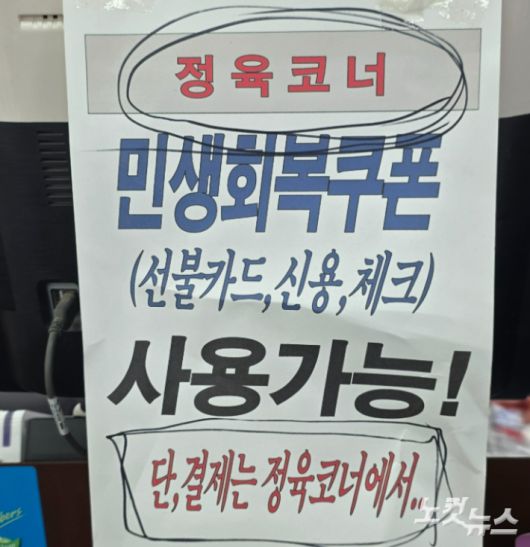 정육코너
민생회복쿠폰
(선불카드,신용,체크)
사용가능!
단,결제는 정육코너에서..
노컷뉴스